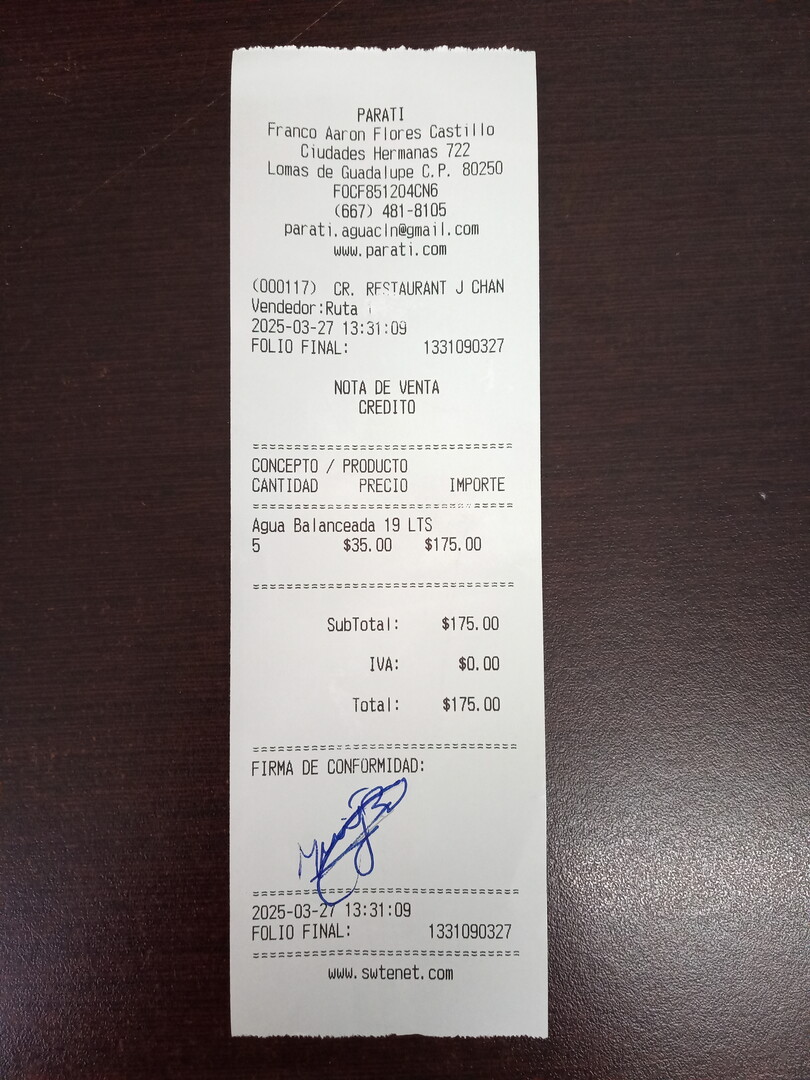 PARATI
Franco Aaron Flores Castillo
Ciudades Hermanas 722
Lomas de Guadalupe C.P. 80250
FOCF851204CN6
(667) 481-8105
parati.aguacln@gmail.com
www.parati.com
(000117) CR. RESTAURANT J CHAN
Vendedor:Ruta
2025-03-27 13:31:09
FOLIO FINAL: 1331090327
NOTA DE VENTA
CREDITO
CONCEPTO / PRODUCTO
CANTIDAD PRECIO IMPORTE
Agua Balanceada 19 LTS
5 $35.00 $175.00
SubTotal: $175.00
IVA: $0.00
Total: $175.00
FIRMA DE CONFORMIDAD:
2025-03-27 13:31:09
FOLIO FINAL: 1331090327
www.swtenet.com